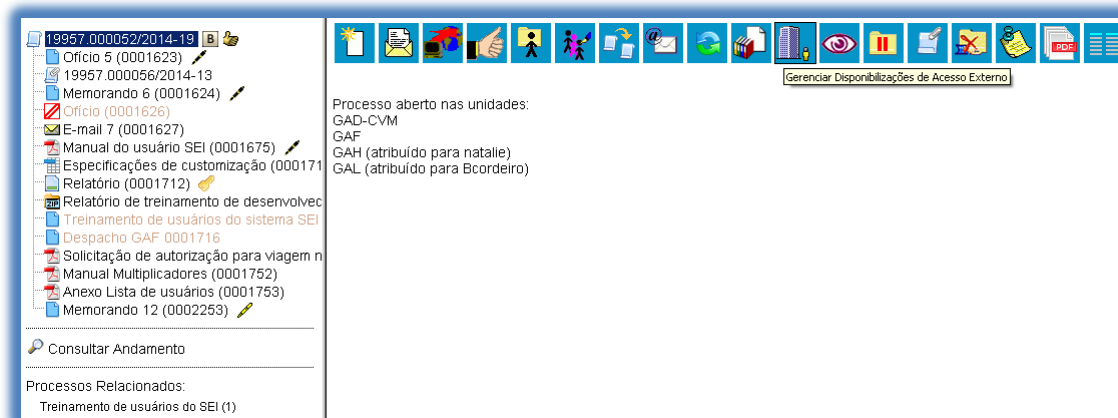 19957.000052/2014-19 B
Ofício 5 (0001623)
19957.000056/2014-13
Memorando 6 (0001624)
Ofício (0001626)
E-mail 7 (0001627)
Manual do usuário SEI (0001675)
Especificações de customização (000171
Relatório (0001712)
Relatório de treinamento de desenvolvec
Treinamento de usuários do sistema SEI
Despacho GAF 0001716
Solicitação de autorização para viagem n
Manual Multiplicadores (0001752)
Anexo Lista de usuários (0001753)
Memorando 12 (0002253)
Consultar Andamento
Processos Relacionados:
Treinamento de usuários do SEI (1)
PDF
Gerenciar Disponibilizações de Acesso Externo
Processo aberto nas unidades:
GAD-CVM
GAF
GAH (atribuído para natalie)
GAL (atribuído para Bcordeiro)